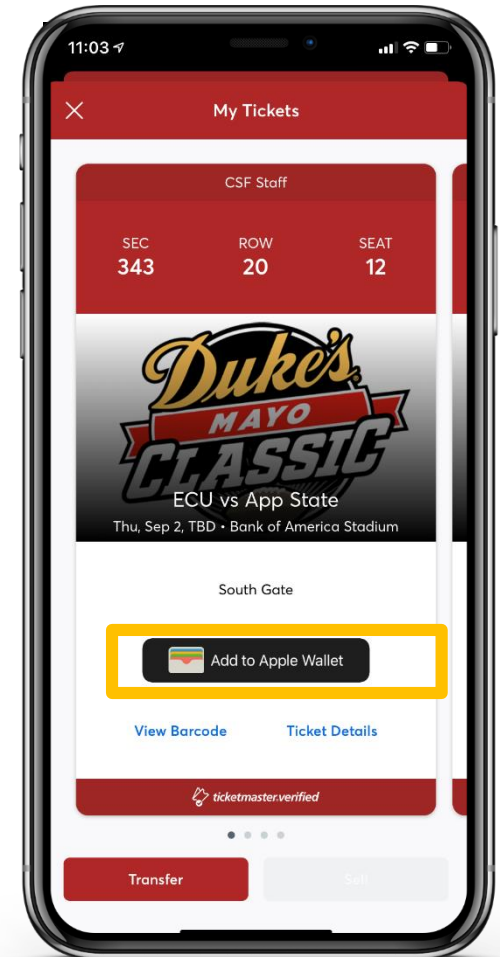 11:03
My Tickets
CSF Staff
SEC ROW SEAT
343 20 12
Duke's
MAYO
CLASSIC
ECU vs App State
Thu, Sep 2, TBD • Bank of America Stadium
South Gate
Add to Apple Wallet
View Barcode Ticket Details
ticketmaster.verified
Transfer Sell